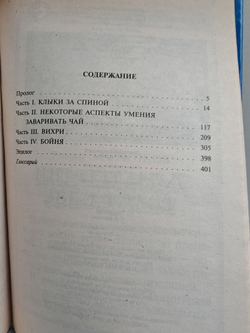 СОДЕРЖАНИЕ
Пролог 5
Часть I. КЛЫКИ ЗА СПИНОЙ 14
Часть II. НЕКОТОРЫЕ АСПЕКТЫ УМЕНИЯ
ЗАВАРИВАТЬ ЧАЙ 117
Часть III. ВИХРИ 209
Часть IV. БОЙНЯ 305
Эпилог 398
Глоссарий 401